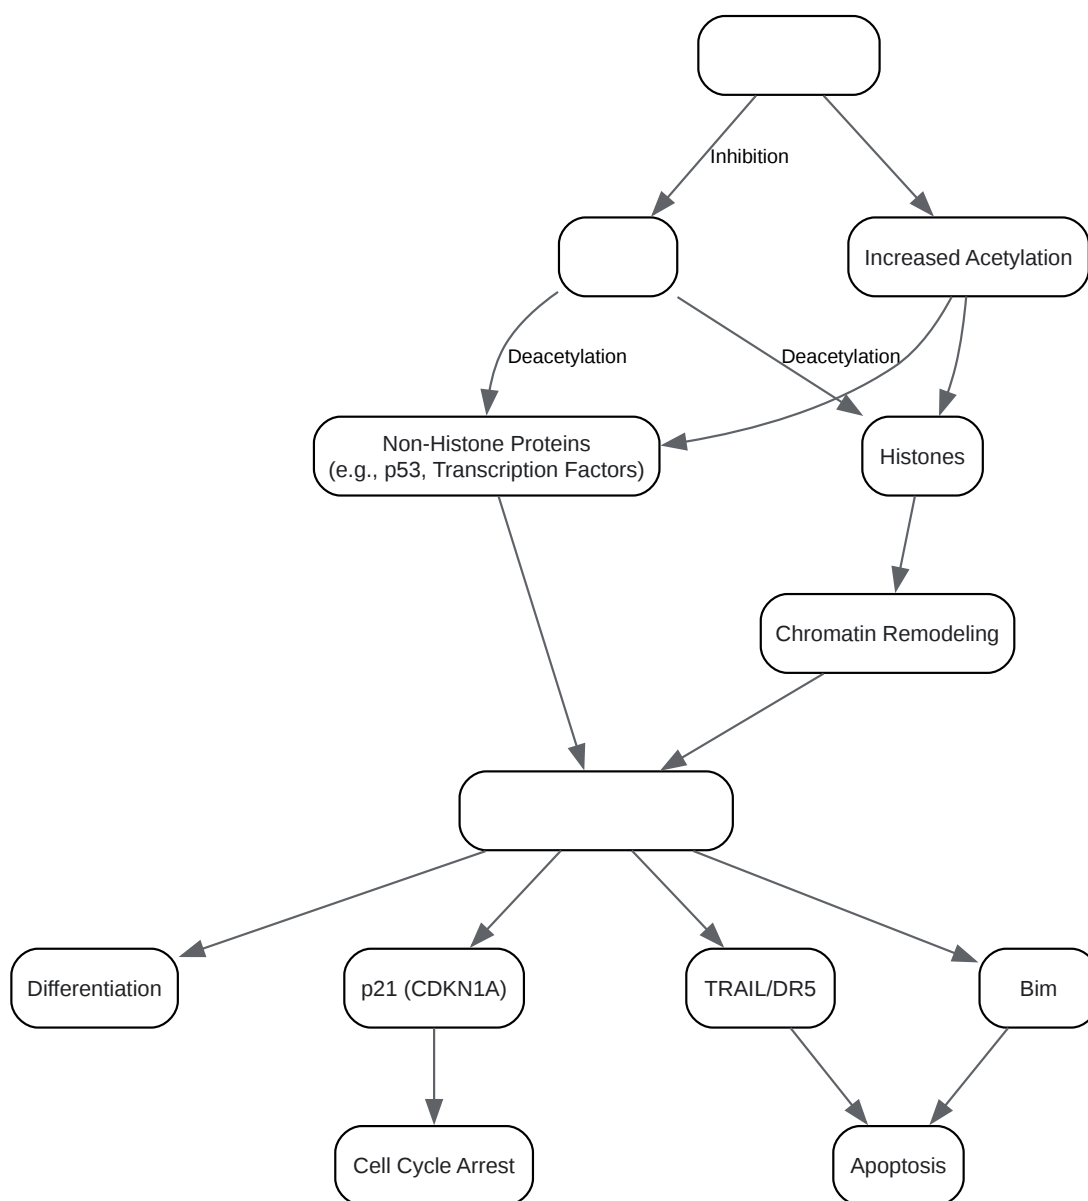 Inhibition
Increased Acetylation
Deacetylation
Deacetylation
Non-Histone Proteins
(e.g., p53, Transcription Factors)
Histones
Chromatin Remodeling
Differentiation
p21 (CDKN1A)
TRAIL/DR5
Bim
Cell Cycle Arrest
Apoptosis